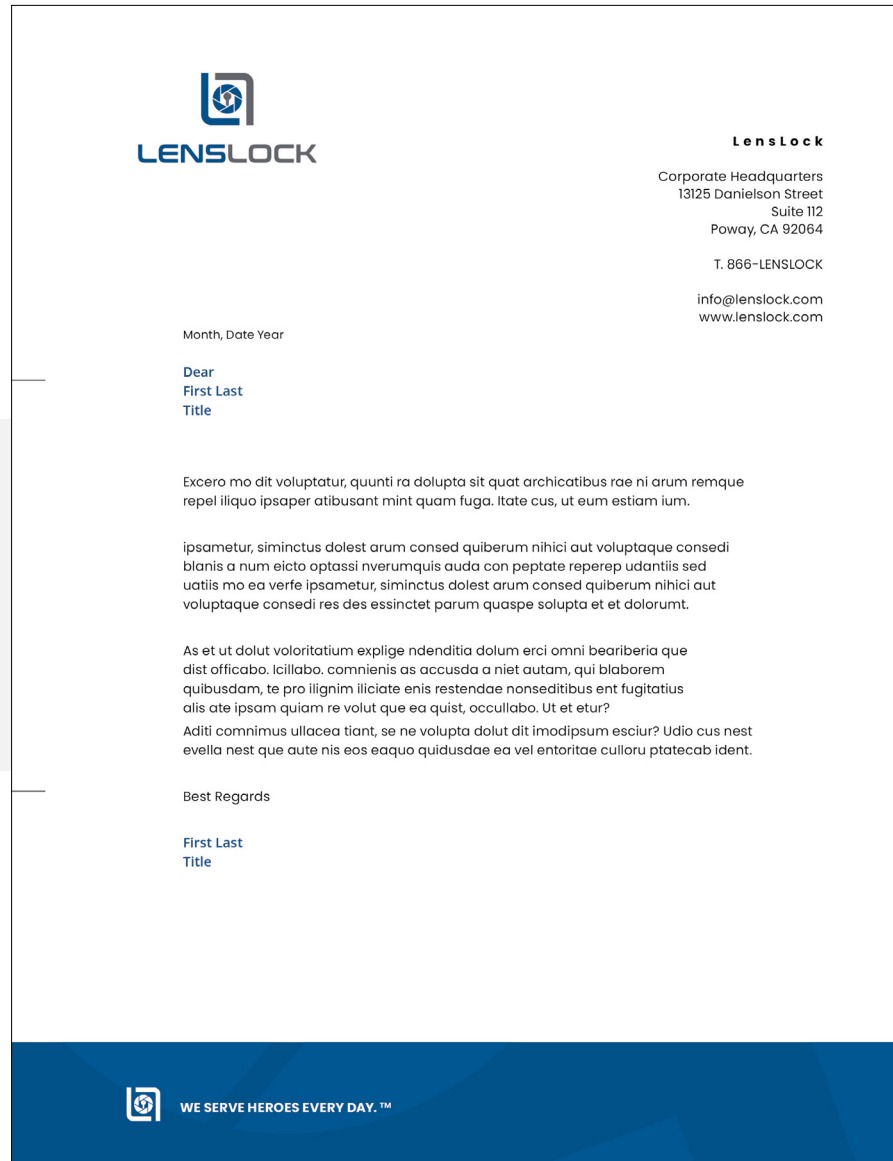 LENSLOCK
LensLock
Corporate Headquarters
13125 Danielson Street
Suite 112
Poway, CA 92064
T. 866-LENSLOCK
info@lenslock.com
www.lenslock.com
Month, Date Year
Dear
First Last
Title
Excero mo dit voluptatur, quunti ra dolupta sit quat archicatibus rae ni arum remque
repel iliquo ipsaper atibusant mint quam fuga. Itate cus, ut eum estiam ium.
ipsametur, siminctus dolest arum consed quiberum nihici aut voluptaque consedi
blanis a num eicto optassi nverumquis auda con peptate reperep udantiis sed
uatiis mo ea verfe ipsametur, siminctus dolest arum consed quiberum nihici aut
voluptaque consedi res des essinctet parum quaspe solupta et et dolorumt.
As et ut dolut voloritatium explige ndenditia dolum erci omni beariberia que
dist officabo. Icillabo. comnienis as accusda a niet autam, qui blaborem
quibusdam, te pro ilignim iliciate enis restendae nonseditibus ent fugitatius
alis ate ipsam quiam re volut que ea quist, occullabo. Ut et etur?
Aditi comnimus ullacea tiant, se ne volupta dolut dit imodipsum esciur? Udio cus nest
evella nest que aute nis eos eaquo quidusdae ea vel entoritae culloru ptatecab ident.
Best Regards
First Last
Title
WE SERVE HEROES EVERY DAY. ™